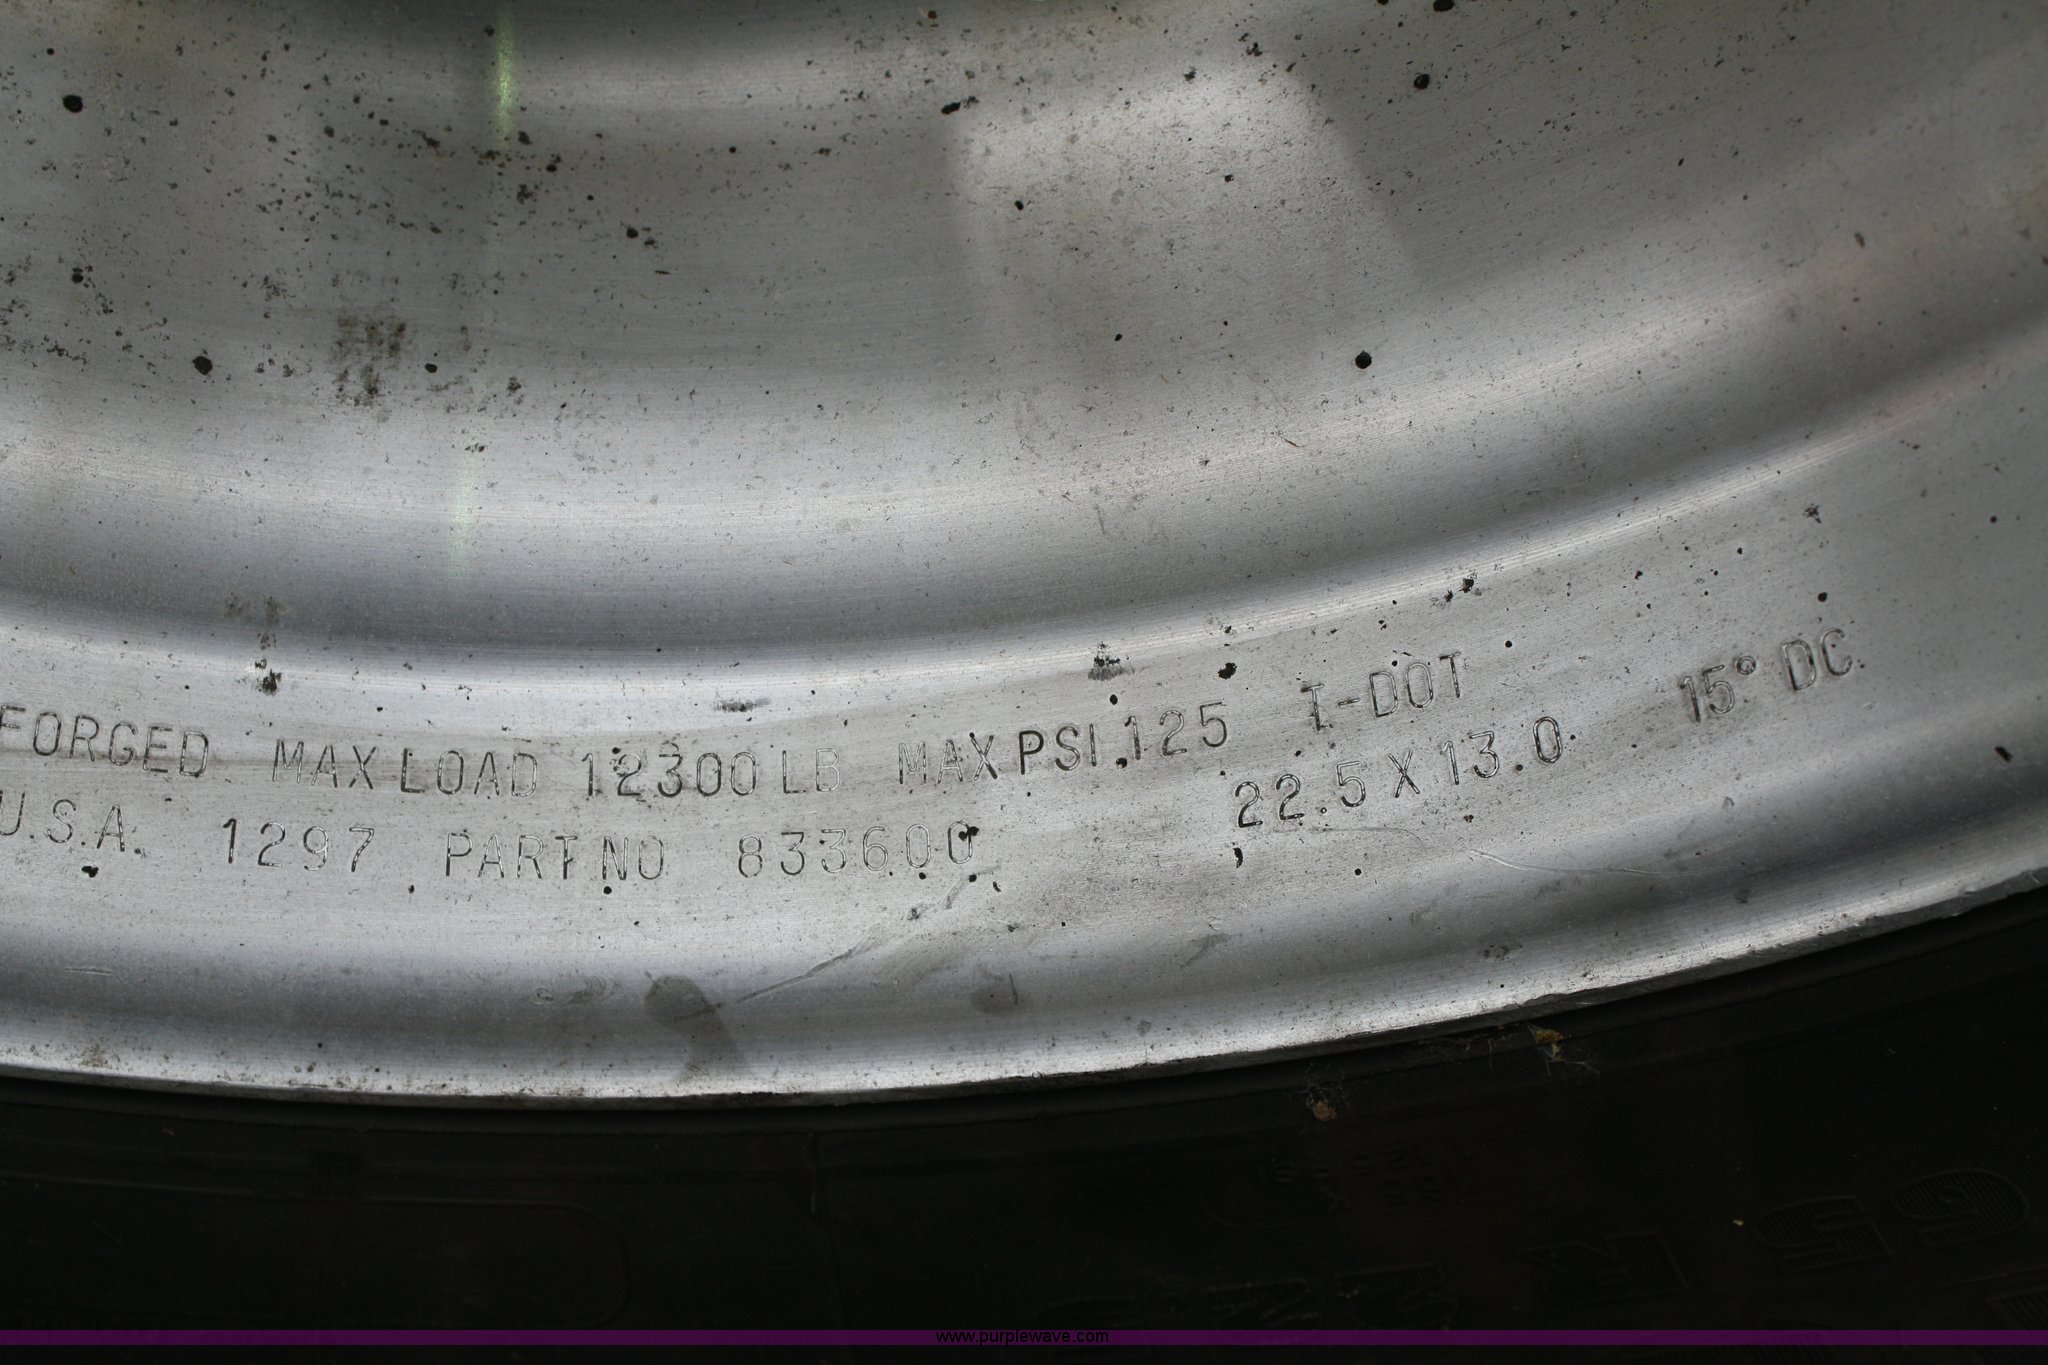 FORGED MAX LOAD 12300 LB MAX PSI 125 T-DOT
U.S.A. 1297 PART NO 833600 22.5 X 13.0 15° DC
65 R
www.purplewave.com